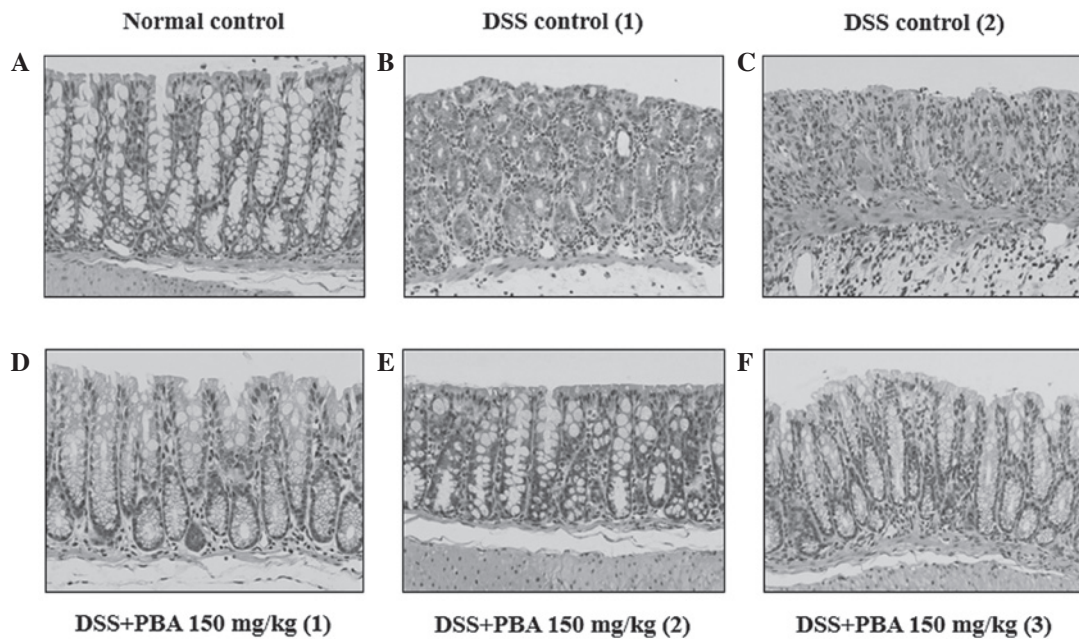 Normal control
DSS control (1)
DSS control (2)
A
B
C
D
E
F
DSS+PBA 150 mg/kg (1)
DSS+PBA 150 mg/kg (2)
DSS+PBA 150 mg/kg (3)